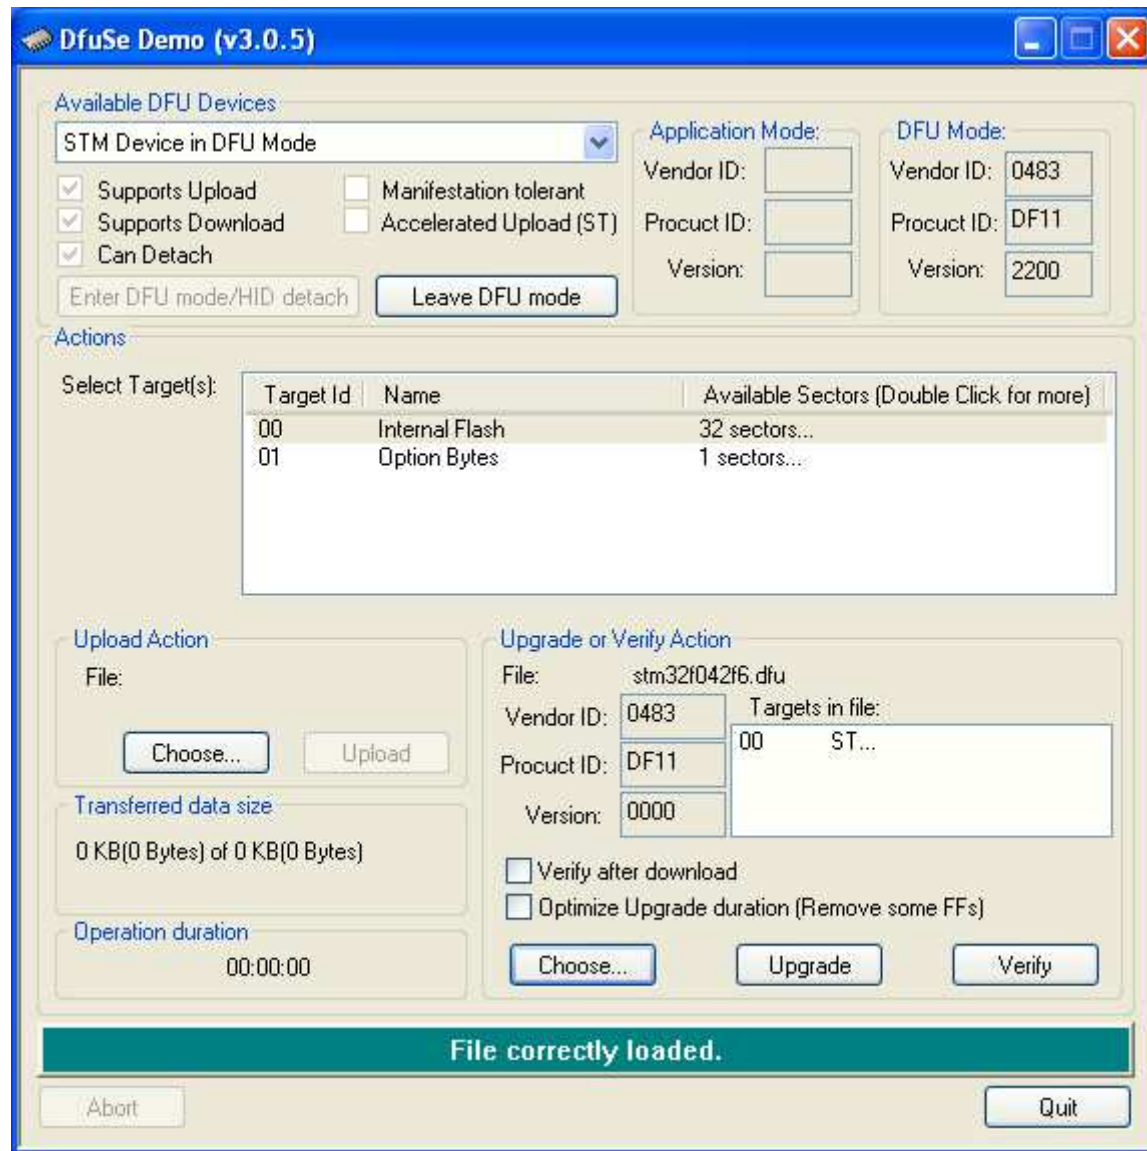 DfuSe Demo (v3.0.5)
Available DFU Devices
STM Device in DFU Mode
Supports Upload
Manifestation tolerant
Supports Download
Accelerated Upload (ST)
Can Detach
Enter DFU mode/HID detach
Leave DFU mode
Application Mode:
Vendor ID:
Procuct ID:
Version:
DFU Mode:
Vendor ID: 0483
Procuct ID: DF11
Version: 2200
Actions
Select Target(s):
Target Id Name Available Sectors (Double Click for more)
00 Internal Flash 32 sectors...
01 Option Bytes 1 sectors...
Upload Action
File:
Choose... Upload
Transferred data size
0 KB(0 Bytes) of 0 KB(0 Bytes)
Operation duration
00:00:00
Upgrade or Verify Action
File: stm32f042f6.dfu
Vendor ID: 0483
Procuct ID: DF11
Version: 0000
Targets in file:
00 ST...
Verify after download
Optimize Upgrade duration (Remove some FFs)
Choose... Upgrade Verify
File correctly loaded.
Abort Quit